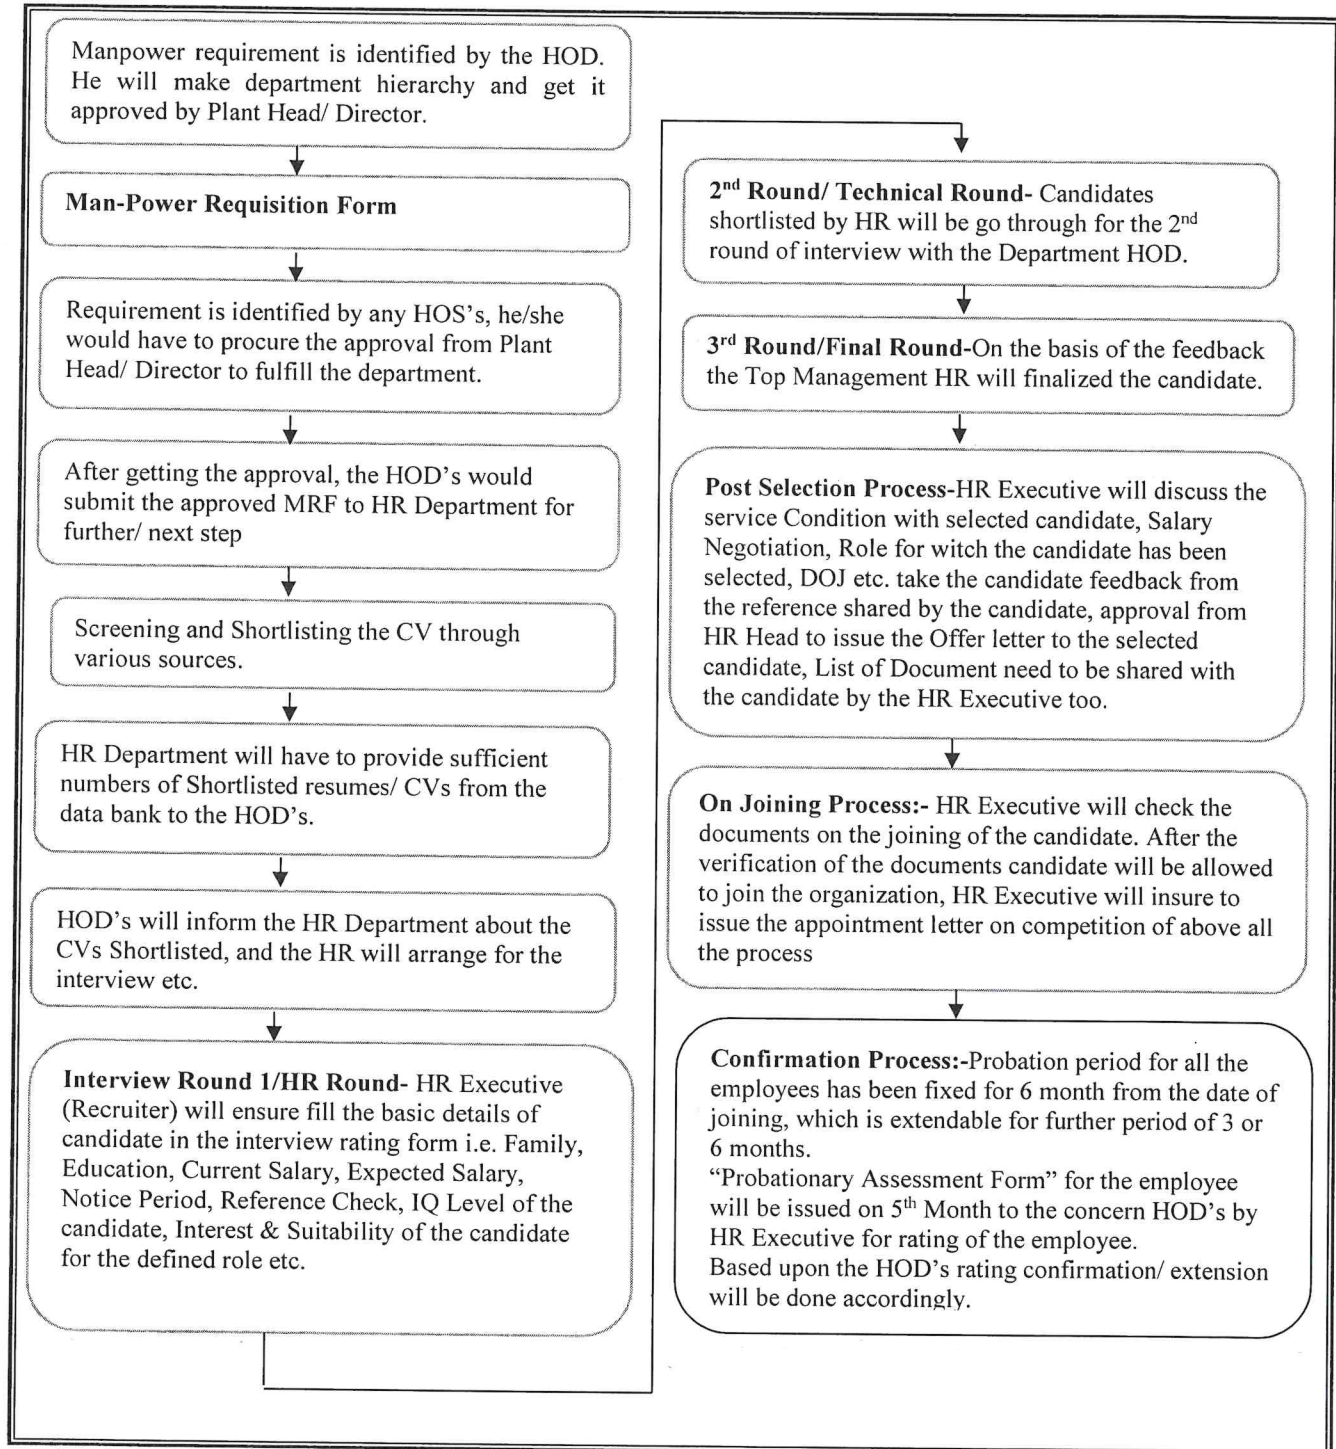 Manpower requirement is identified by the HOD.
He will make department hierarchy and get it
approved by Plant Head/ Director.
Man-Power Requisition Form
Requirement is identified by any HOS's, he/she
would have to procure the approval from Plant
Head/ Director to fulfill the department.
After getting the approval, the HOD's would
submit the approved MRF to HR Department for
further/ next step
Screening and Shortlisting the CV through
various sources.
HR Department will have to provide sufficient
numbers of Shortlisted resumes/ CVs from the
data bank to the HOD's.
HOD's will inform the HR Department about the
CVs Shortlisted, and the HR will arrange for the
interview etc.
Interview Round 1/HR Round- HR Executive
(Recruiter) will ensure fill the basic details of
candidate in the interview rating form i.e. Family,
Education, Current Salary, Expected Salary,
Notice Period, Reference Check, IQ Level of the
candidate, Interest & Suitability of the candidate
for the defined role etc.
2nd Round/ Technical Round- Candidates
shortlisted by HR will be go through for the 2nd
round of interview with the Department HOD.
3rd Round/Final Round-On the basis of the feedback
the Top Management HR will finalized the candidate.
Post Selection Process-HR Executive will discuss the
service Condition with selected candidate, Salary
Negotiation, Role for witch the candidate has been
selected, DOJ etc. take the candidate feedback from
the reference shared by the candidate, approval from
HR Head to issue the Offer letter to the selected
candidate, List of Document need to be shared with
the candidate by the HR Executive too.
On Joining Process:- HR Executive will check the
documents on the joining of the candidate. After the
verification of the documents candidate will be allowed
to join the organization, HR Executive will insure to
issue the appointment letter on competition of above all
the process
Confirmation Process:-Probation period for all the
employees has been fixed for 6 month from the date of
joining, which is extendable for further period of 3 or
6 months.
"Probationary Assessment Form" for the employee
will be issued on 5th Month to the concern HOD's by
HR Executive for rating of the employee.
Based upon the HOD's rating confirmation/ extension
will be done accordingly.